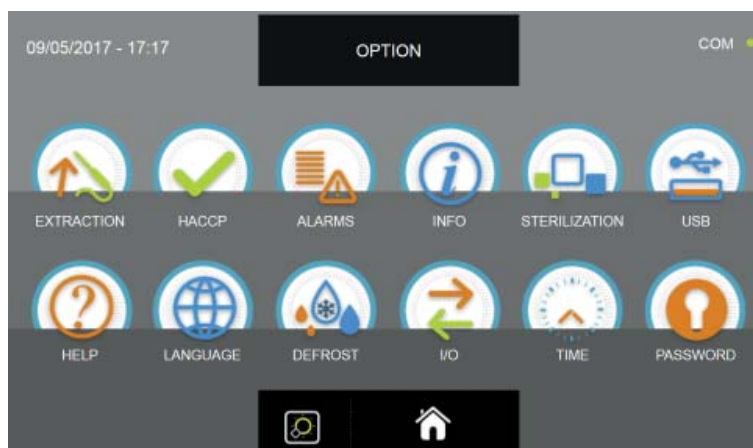 09/05/2017 - 17:17 OPTION COM
EXTRACTION HACCP ALARMS INFO STERILIZATION USB
HELP LANGUAGE DEFROST I/O TIME PASSWORD